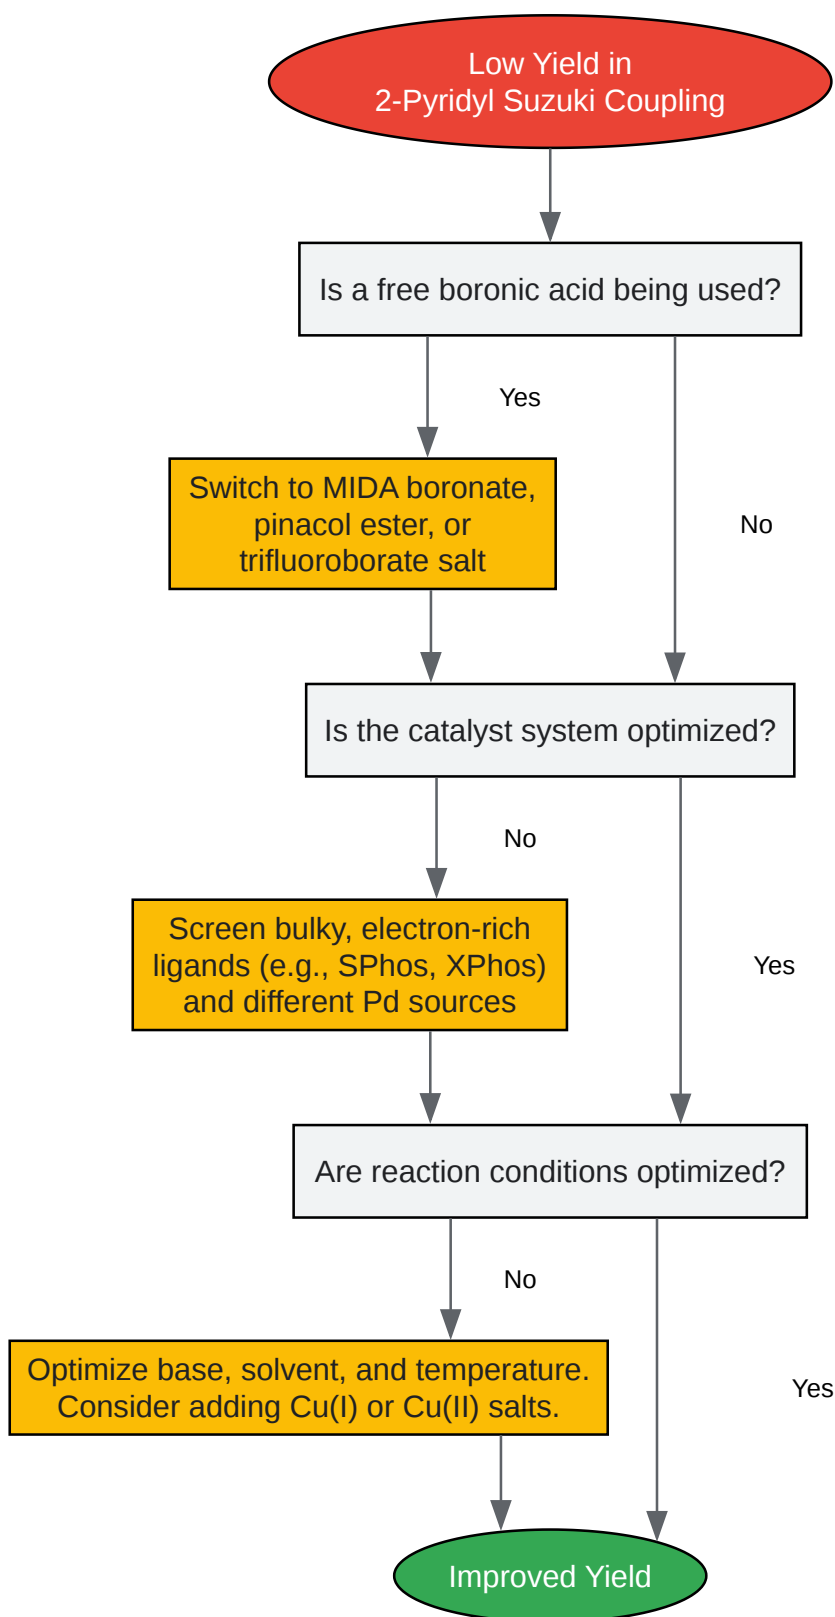 Low Yield in
2-Pyridyl Suzuki Coupling
Is a free boronic acid being used?
Yes
Switch to MIDA boronate,
pinacol ester, or
trifluoroborate salt
No
Is the catalyst system optimized?
No
Screen bulky, electron-rich
ligands (e.g., SPhos, XPhos)
and different Pd sources
Yes
Are reaction conditions optimized?
No
Optimize base, solvent, and temperature.
Consider adding Cu(I) or Cu(II) salts.
Yes
Improved Yield